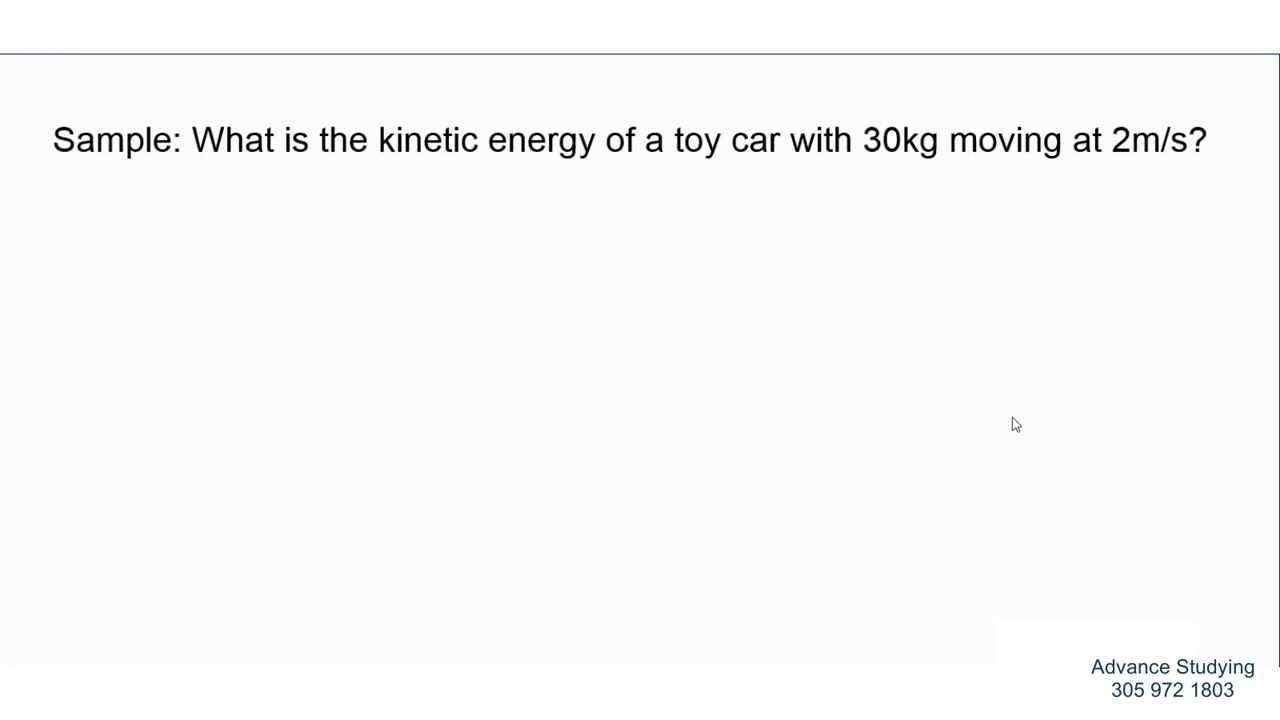 Sample: What is the kinetic energy of a toy car with 30kg moving at 2m/s?
Advance Studying
305 972 1803